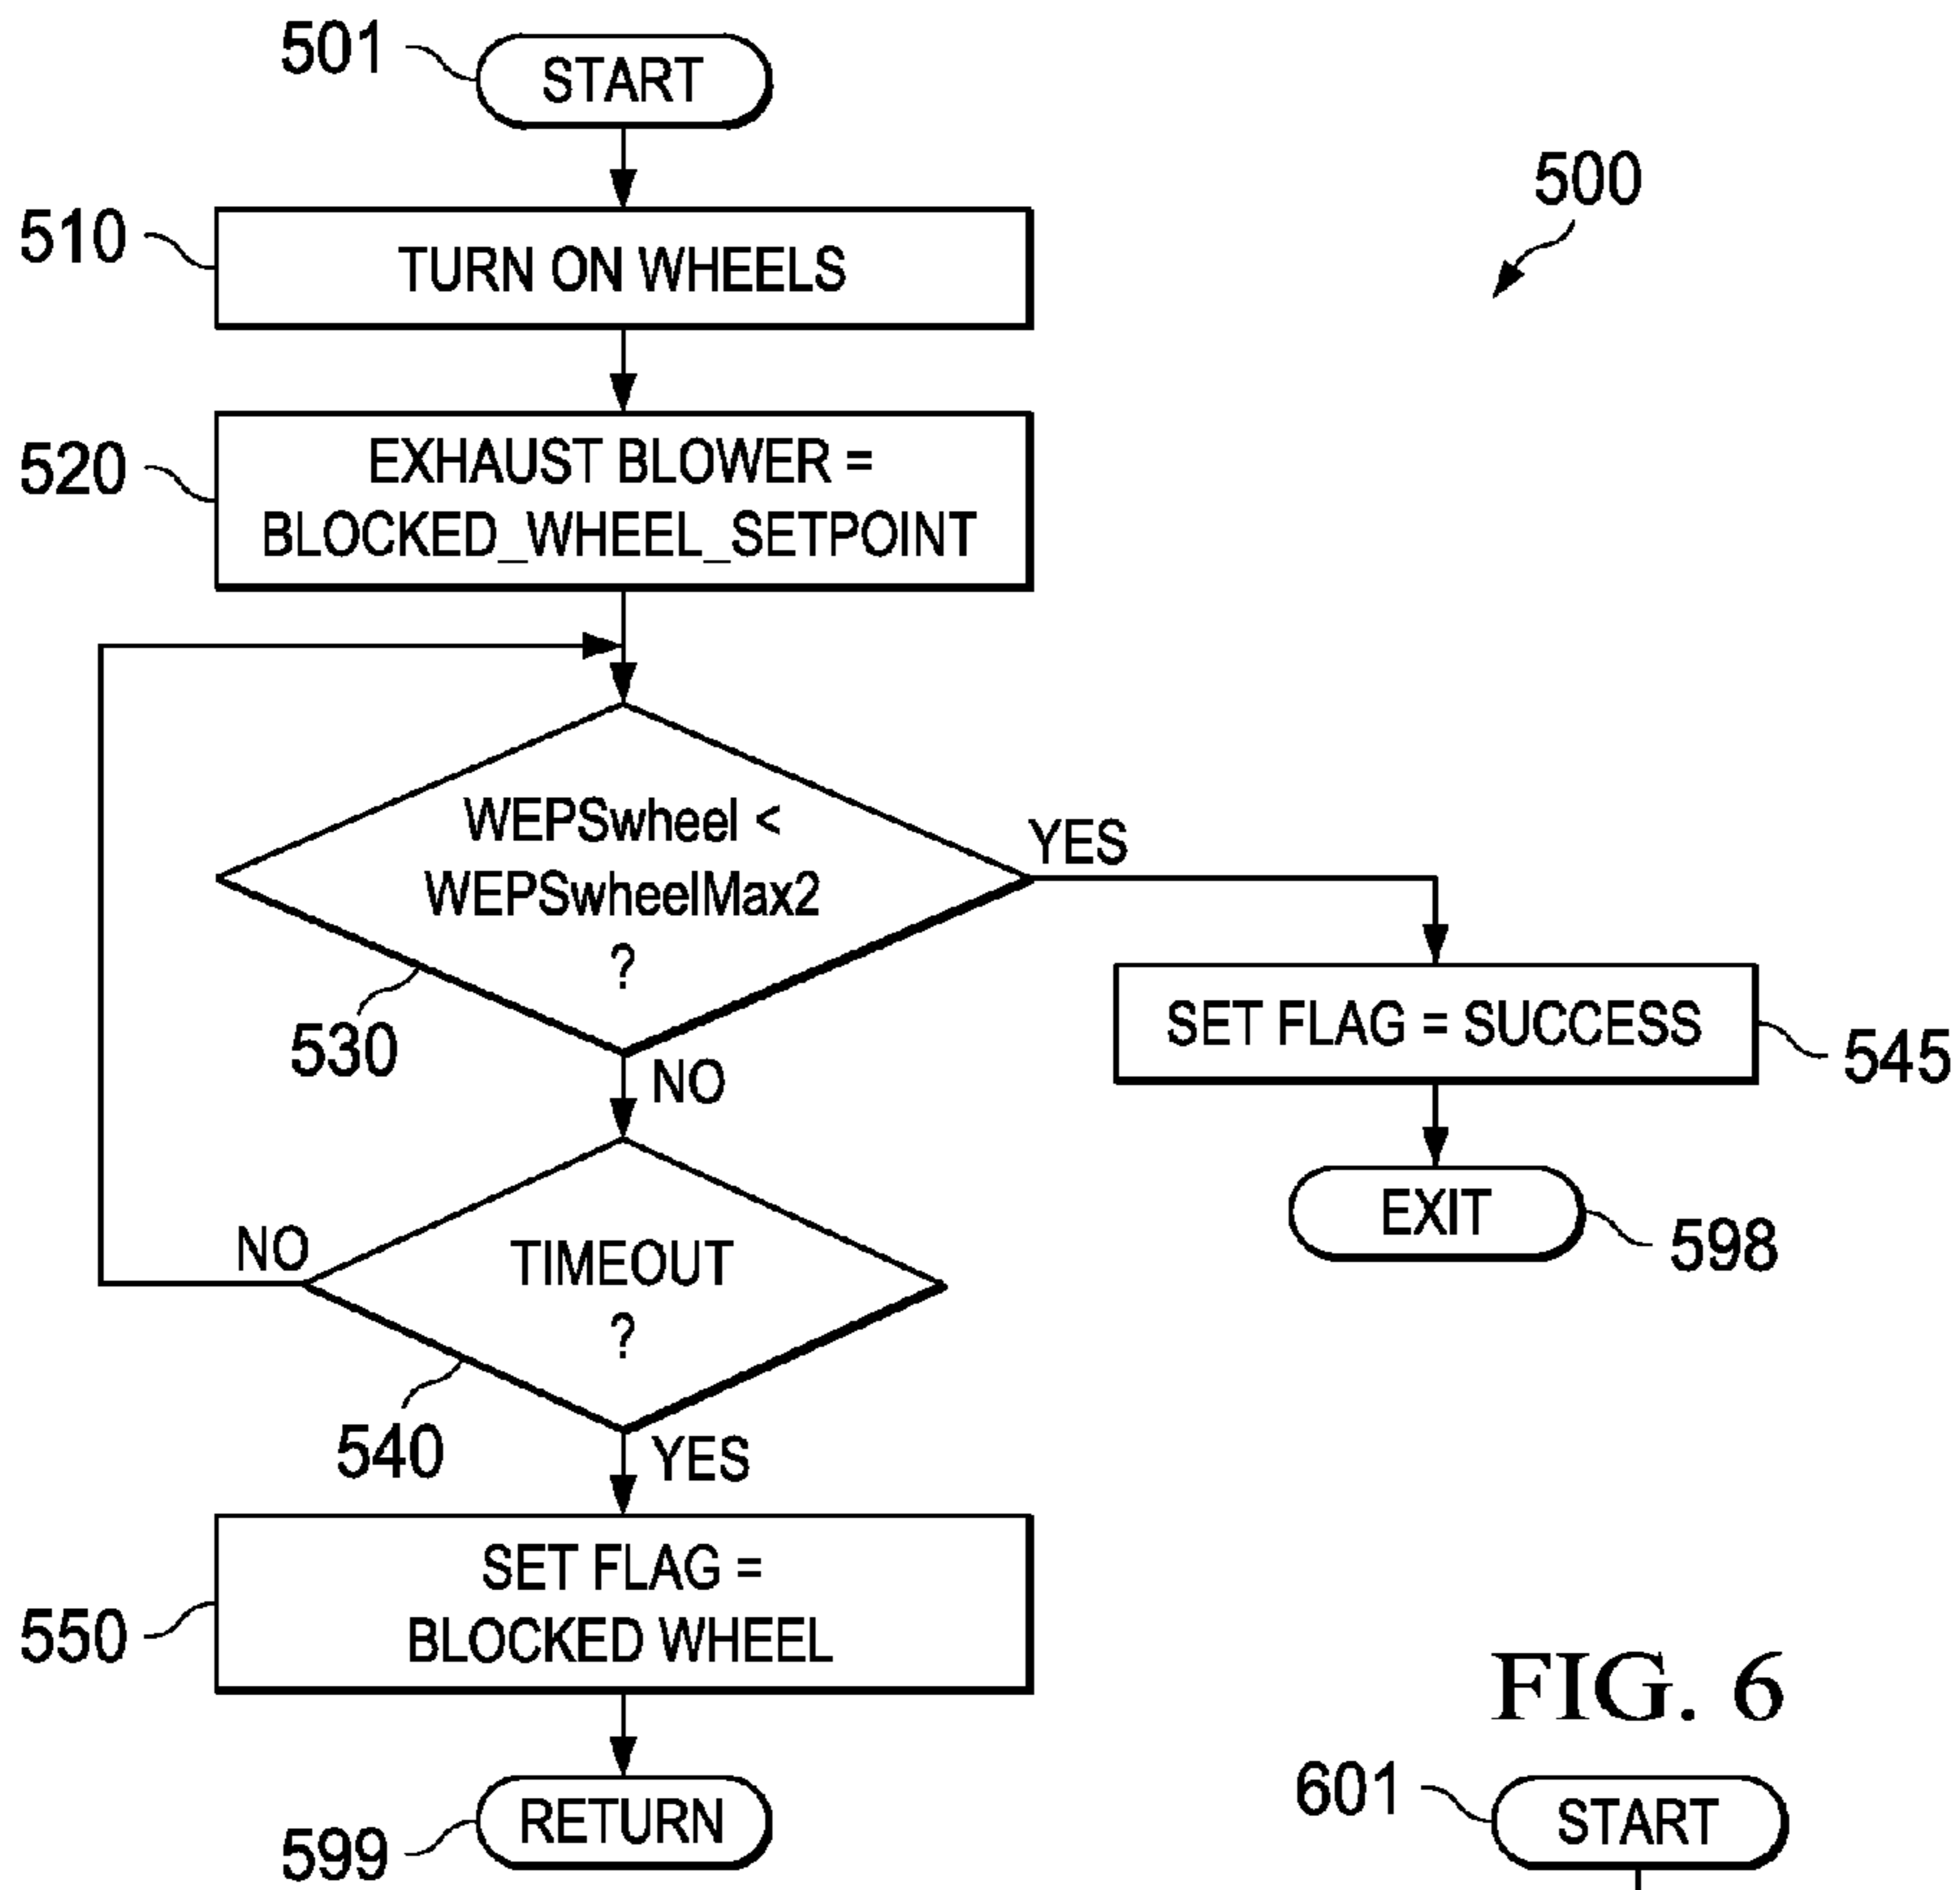 501
START
500
510
TURN ON WHEELS
520
EXHAUST BLOWER =
BLOCKED_WHEEL_SETPOINT
WEPSwheel <
WEPSwheelMax2
?
YES
530
NO
SET FLAG = SUCCESS
545
EXIT
598
NO
TIMEOUT
?
540
YES
550
SET FLAG =
BLOCKED WHEEL
RETURN
599
FIG. 6
601
START